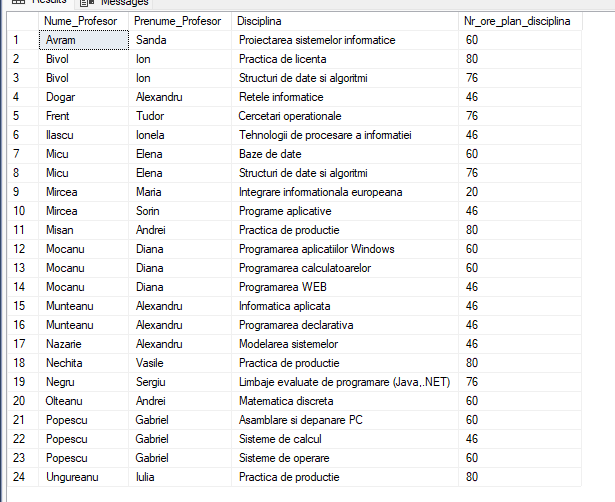 Results Messages
Nume_Profesor Prenume_Profesor Disciplina Nr_ore_plan_disciplina
1 Avram Sanda Proiectarea sistemelor informatice 60
2 Bivol Ion Practica de licenta 80
3 Bivol Ion Structuri de date si algoritmi 76
4 Dogar Alexandru Retele informatice 46
5 Frent Tudor Cercetari operationale 76
6 Ilascu Ionela Tehnologii de procesare a informatiei 46
7 Micu Elena Baze de date 60
8 Micu Elena Structuri de date si algoritmi 76
9 Mircea Maria Integrare informationala europeana 20
10 Mircea Sorin Programe aplicative 46
11 Misan Andrei Practica de productie 80
12 Mocanu Diana Programarea aplicatiilor Windows 60
13 Mocanu Diana Programarea calculatoarelor 60
14 Mocanu Diana Programarea WEB 46
15 Munteanu Alexandru Informatica aplicata 46
16 Munteanu Alexandru Programarea declarativa 46
17 Nazarie Alexandru Modelarea sistemelor 46
18 Nechita Vasile Practica de productie 80
19 Negru Sergiu Limbaje evaluate de programare (Java,.NET) 76
20 Olteanu Andrei Matematica discreta 60
21 Popescu Gabriel Asamblare si depanare PC 60
22 Popescu Gabriel Sisteme de calcul 46
23 Popescu Gabriel Sisteme de operare 60
24 Ungureanu Iulia Practica de productie 80